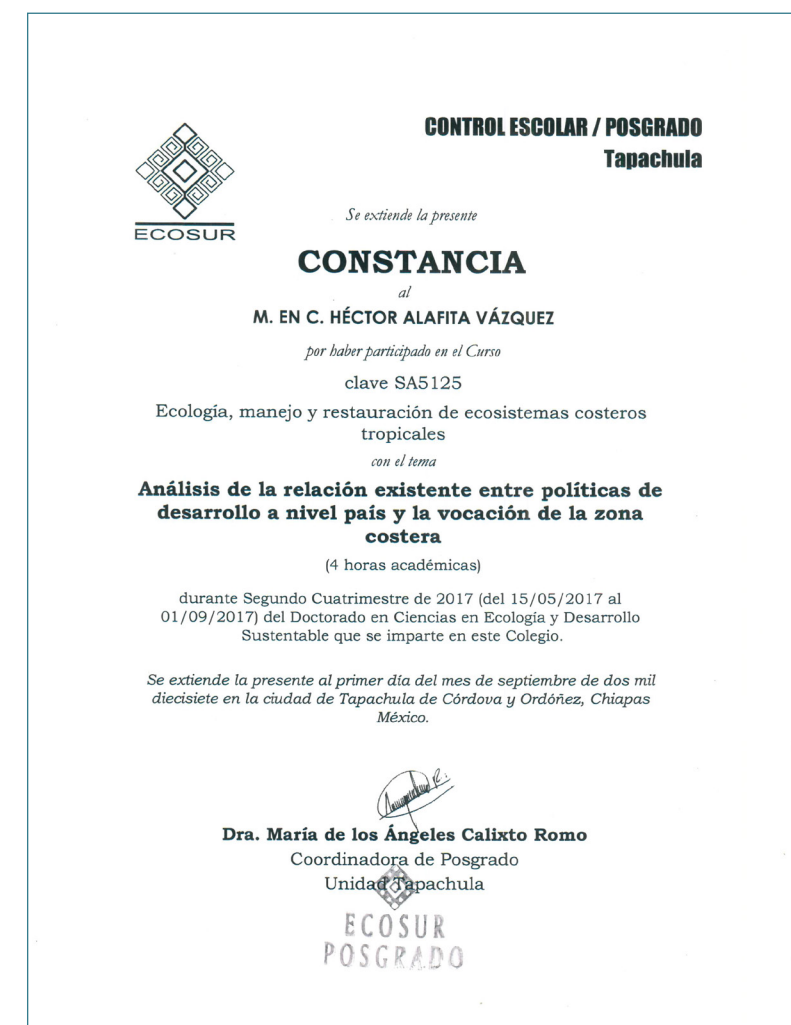 CONTROL ESCOLAR / POSGRADO
Tapachula
ECOSUR
Se extiende la presente
CONSTANCIA
al
M. EN C. HÉCTOR ALAFITA VÁZQUEZ
por haber participado en el Curso
clave SA5125
Ecología, manejo y restauración de ecosistemas costeros
tropicales
con el tema
Análisis de la relación existente entre políticas de
desarrollo a nivel país y la vocación de la zona
costera
(4 horas académicas)
durante Segundo Cuatrimestre de 2017 (del 15/05/2017 al
01/09/2017) del Doctorado en Ciencias en Ecología y Desarrollo
Sustentable que se imparte en este Colegio.
Se extiende la presente al primer día del mes de septiembre de dos mil
diecisiete en la ciudad de Tapachula de Córdova y Ordóñez, Chiapas
México.
Dra. María de los Ángeles Calixto Romo
Coordinadora de Posgrado
Unidad Tapachula
ECOSUR
POSGRADO